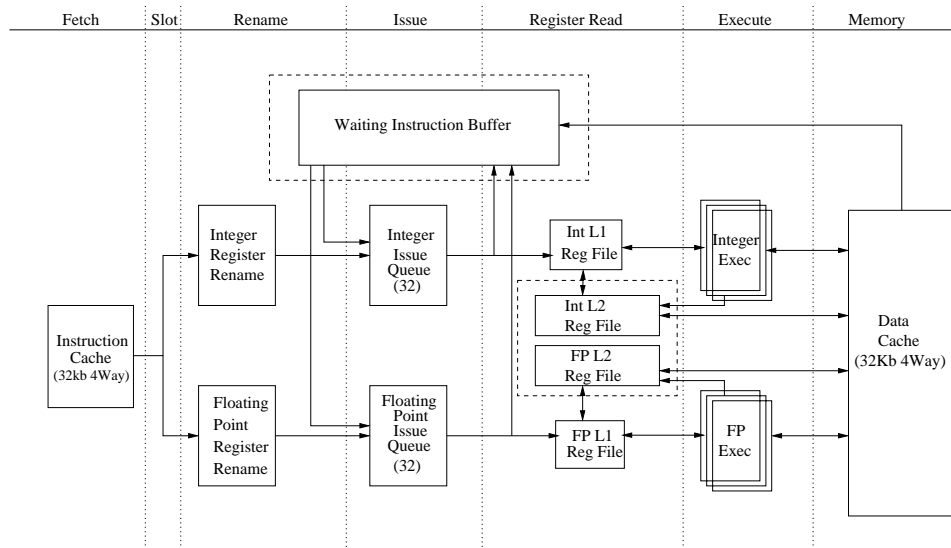 Fetch Slot Rename Issue Register Read Execute Memory
Waiting Instruction Buffer
Integer
Register
Rename
Integer
Issue
Queue
(32)
Int L1
Reg File
Integer
Exec
Int L2
Reg File
FP L2
Reg File
Instruction
Cache
(32kb 4Way)
Data
Cache
(32Kb 4Way)
Floating
Point
Register
Rename
Floating
Point
Issue
Queue
(32)
FP L1
Reg File
FP
Exec